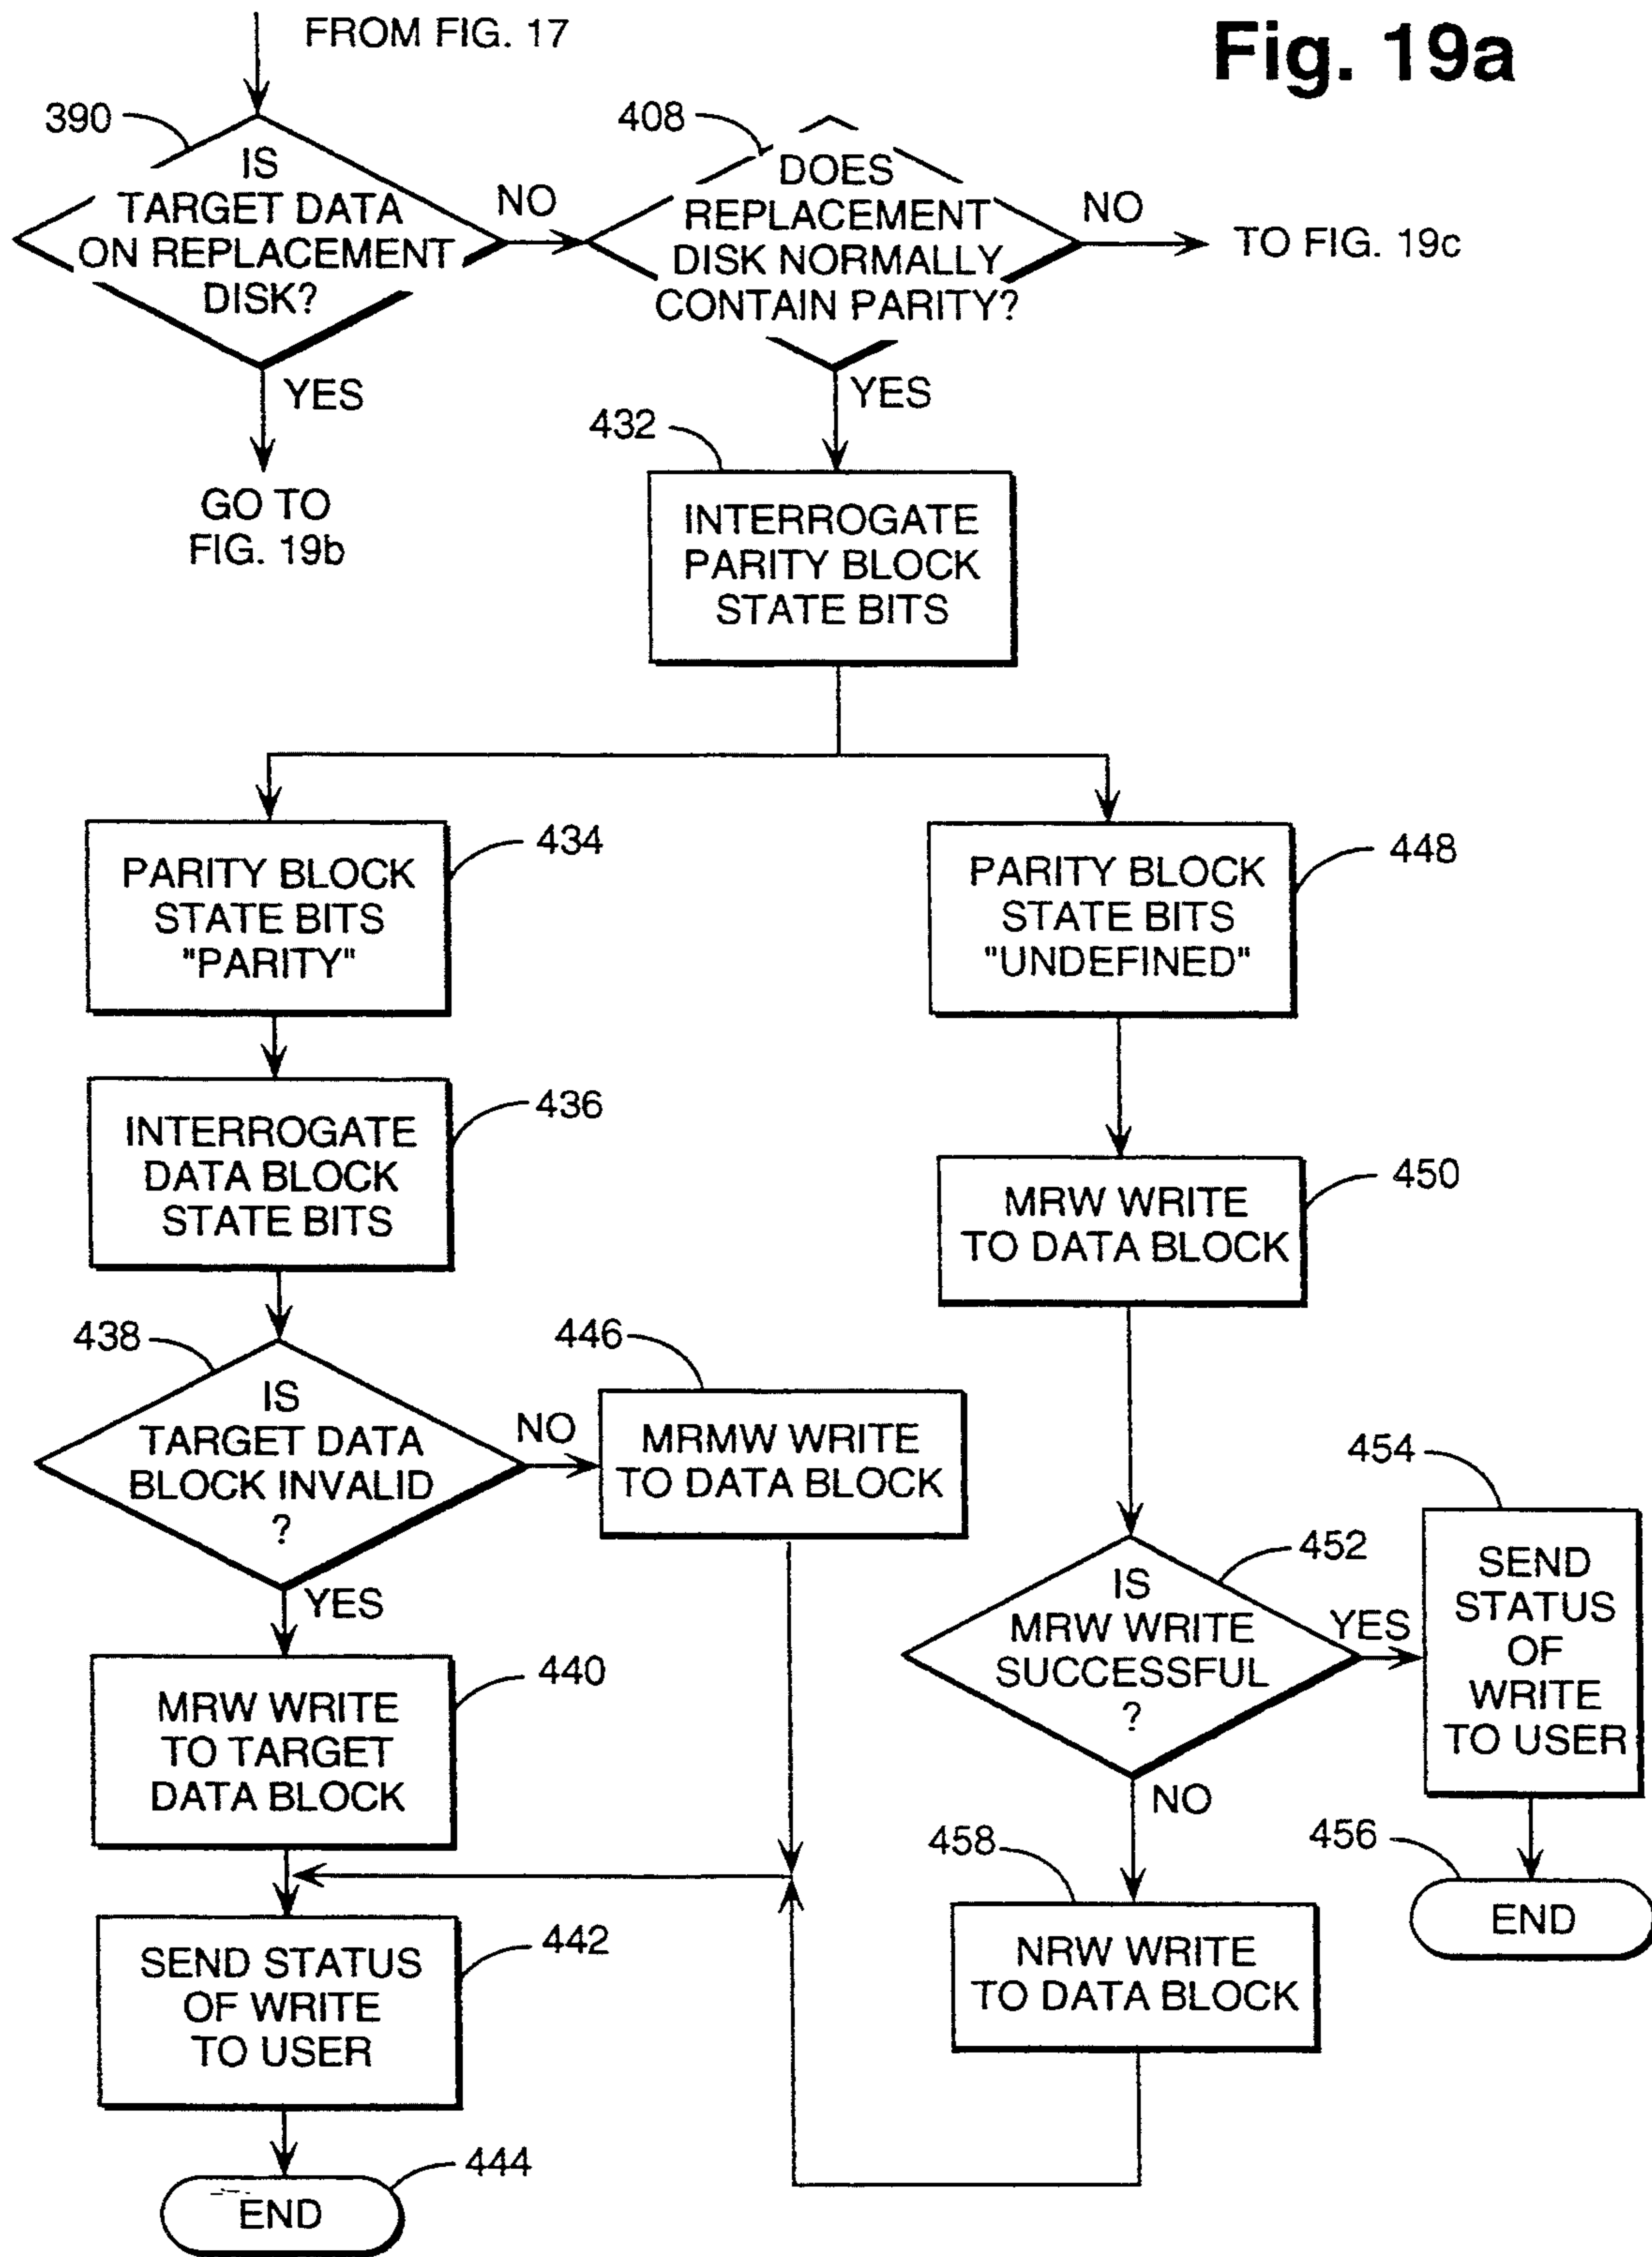 FROM FIG. 17
Fig. 19a
390
IS
TARGET DATA
ON REPLACEMENT
DISK?
NO
YES
GO TO
FIG. 19b
408
DOES
REPLACEMENT
DISK NORMALLY
CONTAIN PARITY?
NO
TO FIG. 19c
YES
432
INTERROGATE
PARITY BLOCK
STATE BITS
PARITY BLOCK
STATE BITS
"PARITY"
434
INTERROGATE
DATA BLOCK
STATE BITS
436
438
IS
TARGET DATA
BLOCK INVALID
?
NO
446
MRMW WRITE
TO DATA BLOCK
YES
MRW WRITE
TO TARGET
DATA BLOCK
440
SEND STATUS
OF WRITE
TO USER
442
END
444
PARITY BLOCK
STATE BITS
"UNDEFINED"
448
MRW WRITE
TO DATA BLOCK
450
IS
MRW WRITE
SUCCESSFUL
?
452
YES
454
SEND
STATUS
OF
WRITE
TO USER
456
END
NO
458
NRW WRITE
TO DATA BLOCK